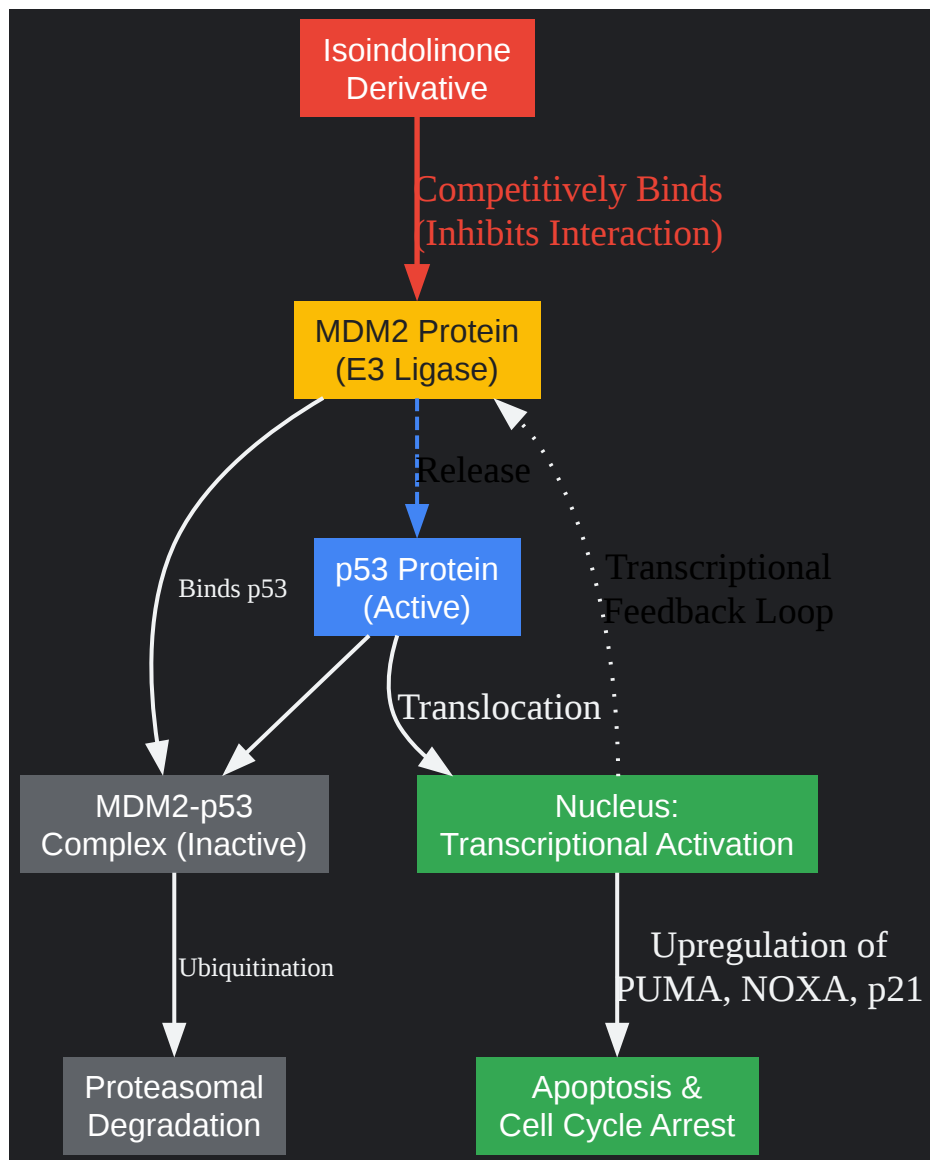 Isoindolinone
Derivative
Competitively Binds
(Inhibits Interaction)
MDM2 Protein
(E3 Ligase)
Release
Binds p53
p53 Protein
(Active)
Transcriptional
Feedback Loop
Translocation
MDM2-p53
Complex (Inactive)
Nucleus:
Transcriptional Activation
Ubiquitination
Upregulation of
PUMA, NOXA, p21
Proteasomal
Degradation
Apoptosis &
Cell Cycle Arrest